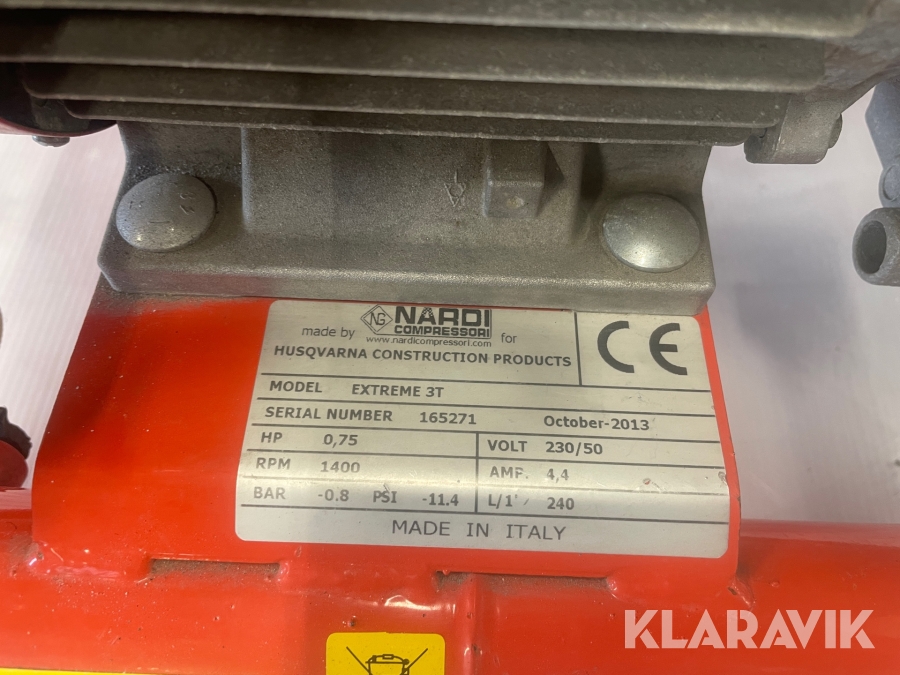 made by NG NARDI COMPRESSORI for
www.nardicompressori.com
HUSQVARNA CONSTRUCTION PRODUCTS
CE
MODEL EXTREME 3T
SERIAL NUMBER 165271 October-2013
HP 0,75 VOLT 230/50
RPM 1400 AMP. 4,4
BAR -0.8 PSI -11.4 L/1' 240
MADE IN ITALY
KLARAVIK